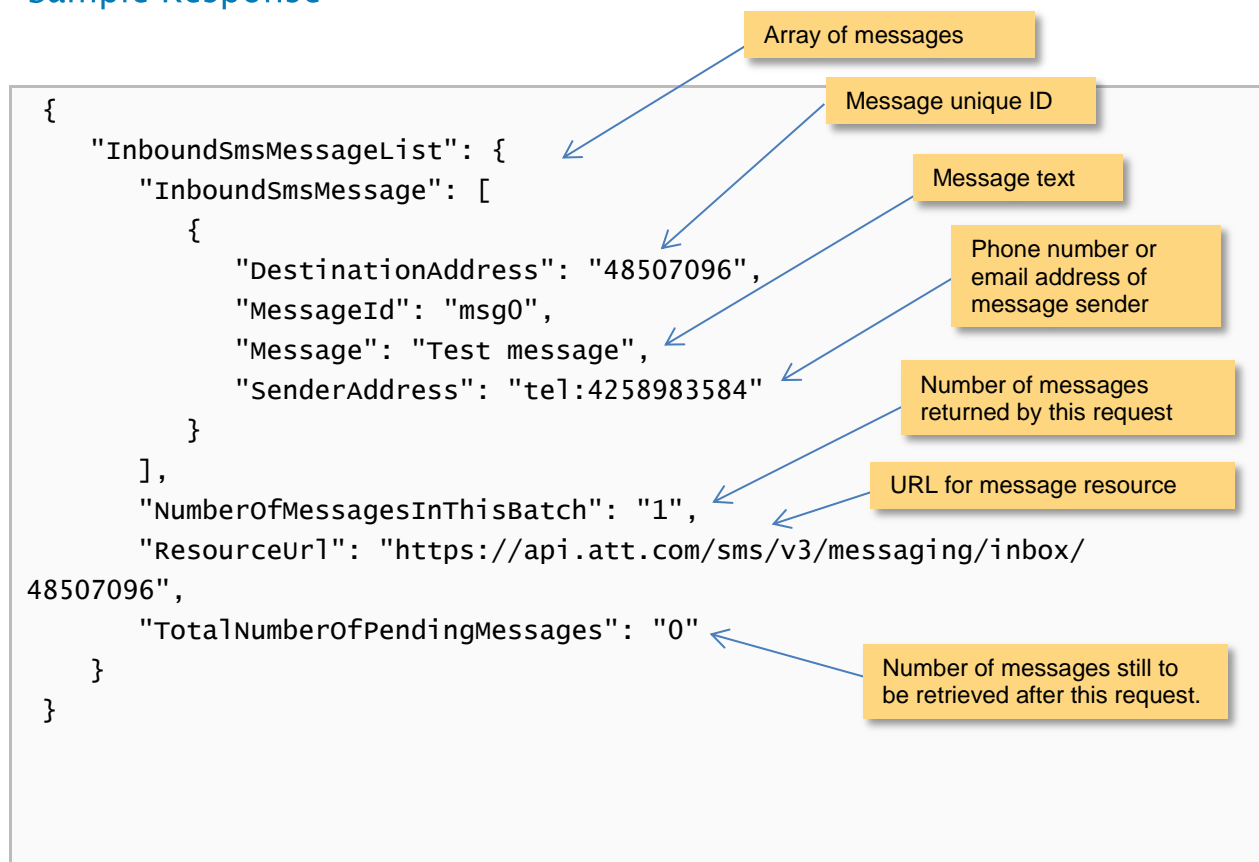 Sample Response
Array of messages
{
Message unique ID
"InboundSmsMessageList": {
"InboundSmsMessage": [
Message text
{
Phone number or
email address of
message sender
"DestinationAddress": "48507096",
"MessageId": "msg0",
"Message": "Test message",
"SenderAddress": "tel:4258983584"
Number of messages
returned by this request
}
],
URL for message resource
"NumberOfMessagesInThisBatch": "1",
"ResourceUrl": "https://api.att.com/sms/v3/messaging/inbox/
48507096",
"TotalNumberOfPendingMessages": "0"
Number of messages still to
be retrieved after this request.
}
}